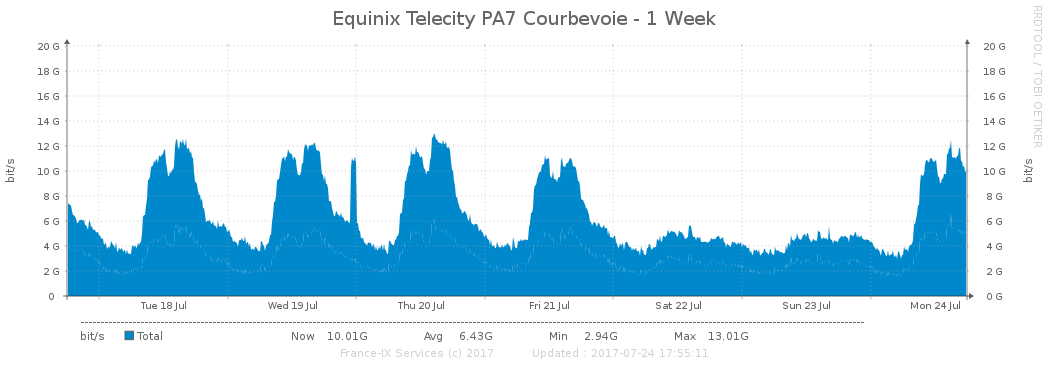 Equinix Telecity PA7 Courbevoie - 1 Week
RRDTOOL / TOBI OETIKER
20 G 20 G
18 G 18 G
16 G 16 G
14 G 14 G
12 G 12 G
10 G 10 G
8 G 8 G
6 G 6 G
4 G 4 G
2 G 2 G
0 0 G
bit/s bit/s
Tue 18 Jul Wed 19 Jul Thu 20 Jul Fri 21 Jul Sat 22 Jul Sun 23 Jul Mon 24 Jul
bit/s Total Now 10.01G Avg 6.43G Min 2.94G Max 13.01G
France-IX Services (c) 2017 Updated : 2017-07-24 17:55:11